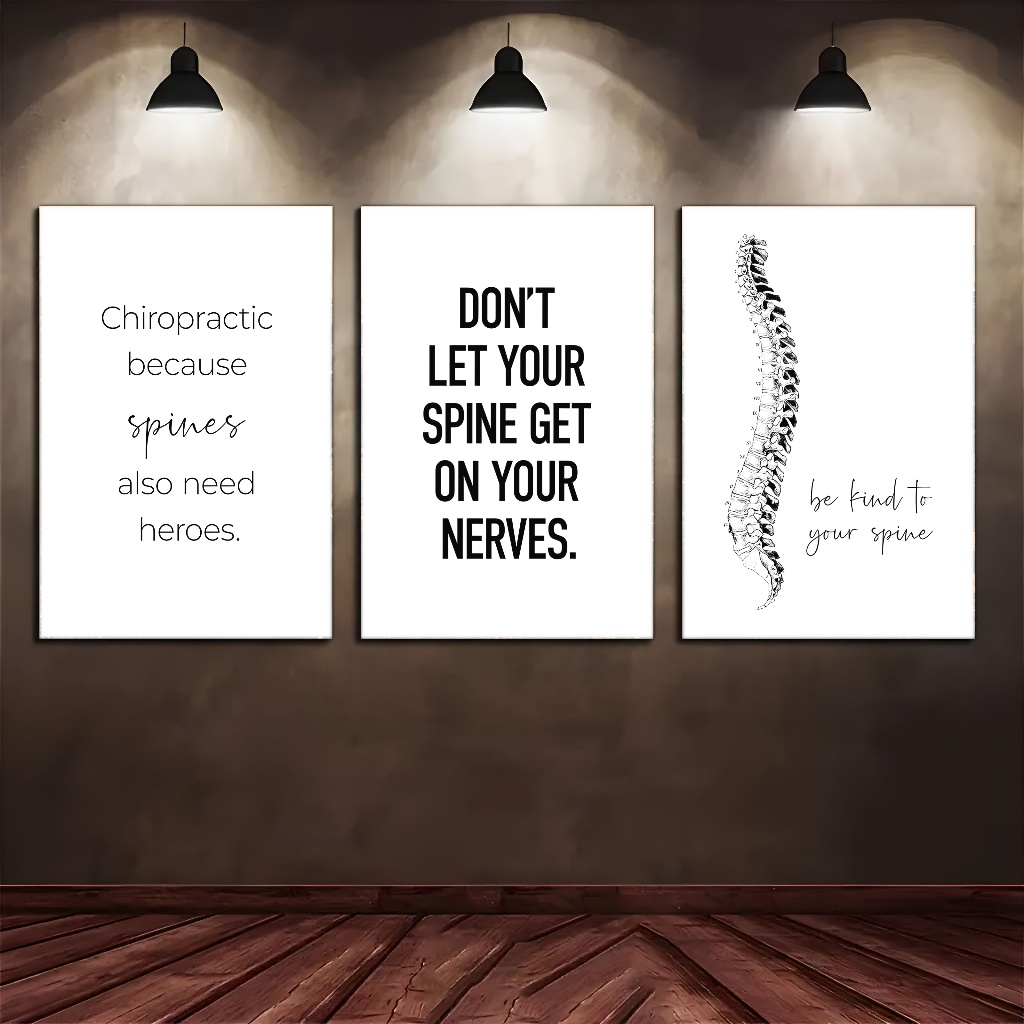 Chiropractic
because
spines
also need
heroes.
DON'T
LET YOUR
SPINE GET
ON YOUR
NERVES.
be kind to
your spine